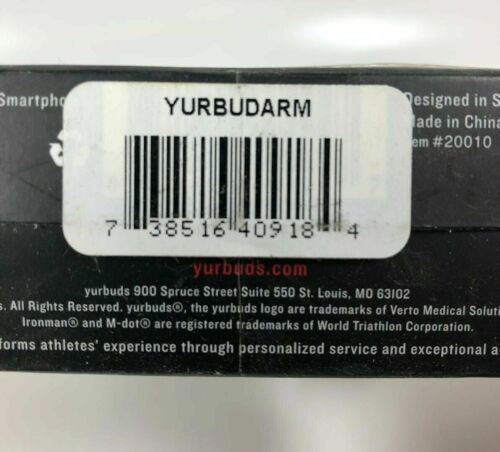 Smartpho
YURBUDARM
Designed in S
Made in China
em #20010
7 38516 40918 4
yurbuds.com
yurbuds 900 Spruce Street Suite 550 St. Louis, MO 63102
s. All Rights Reserved. yurbuds®, the yurbuds logo are trademarks of Verto Medical Soluti
Ironman® and M-dot® are registered trademarks of World Triathlon Corporation.
forms athletes' experience through personalized service and exceptional a